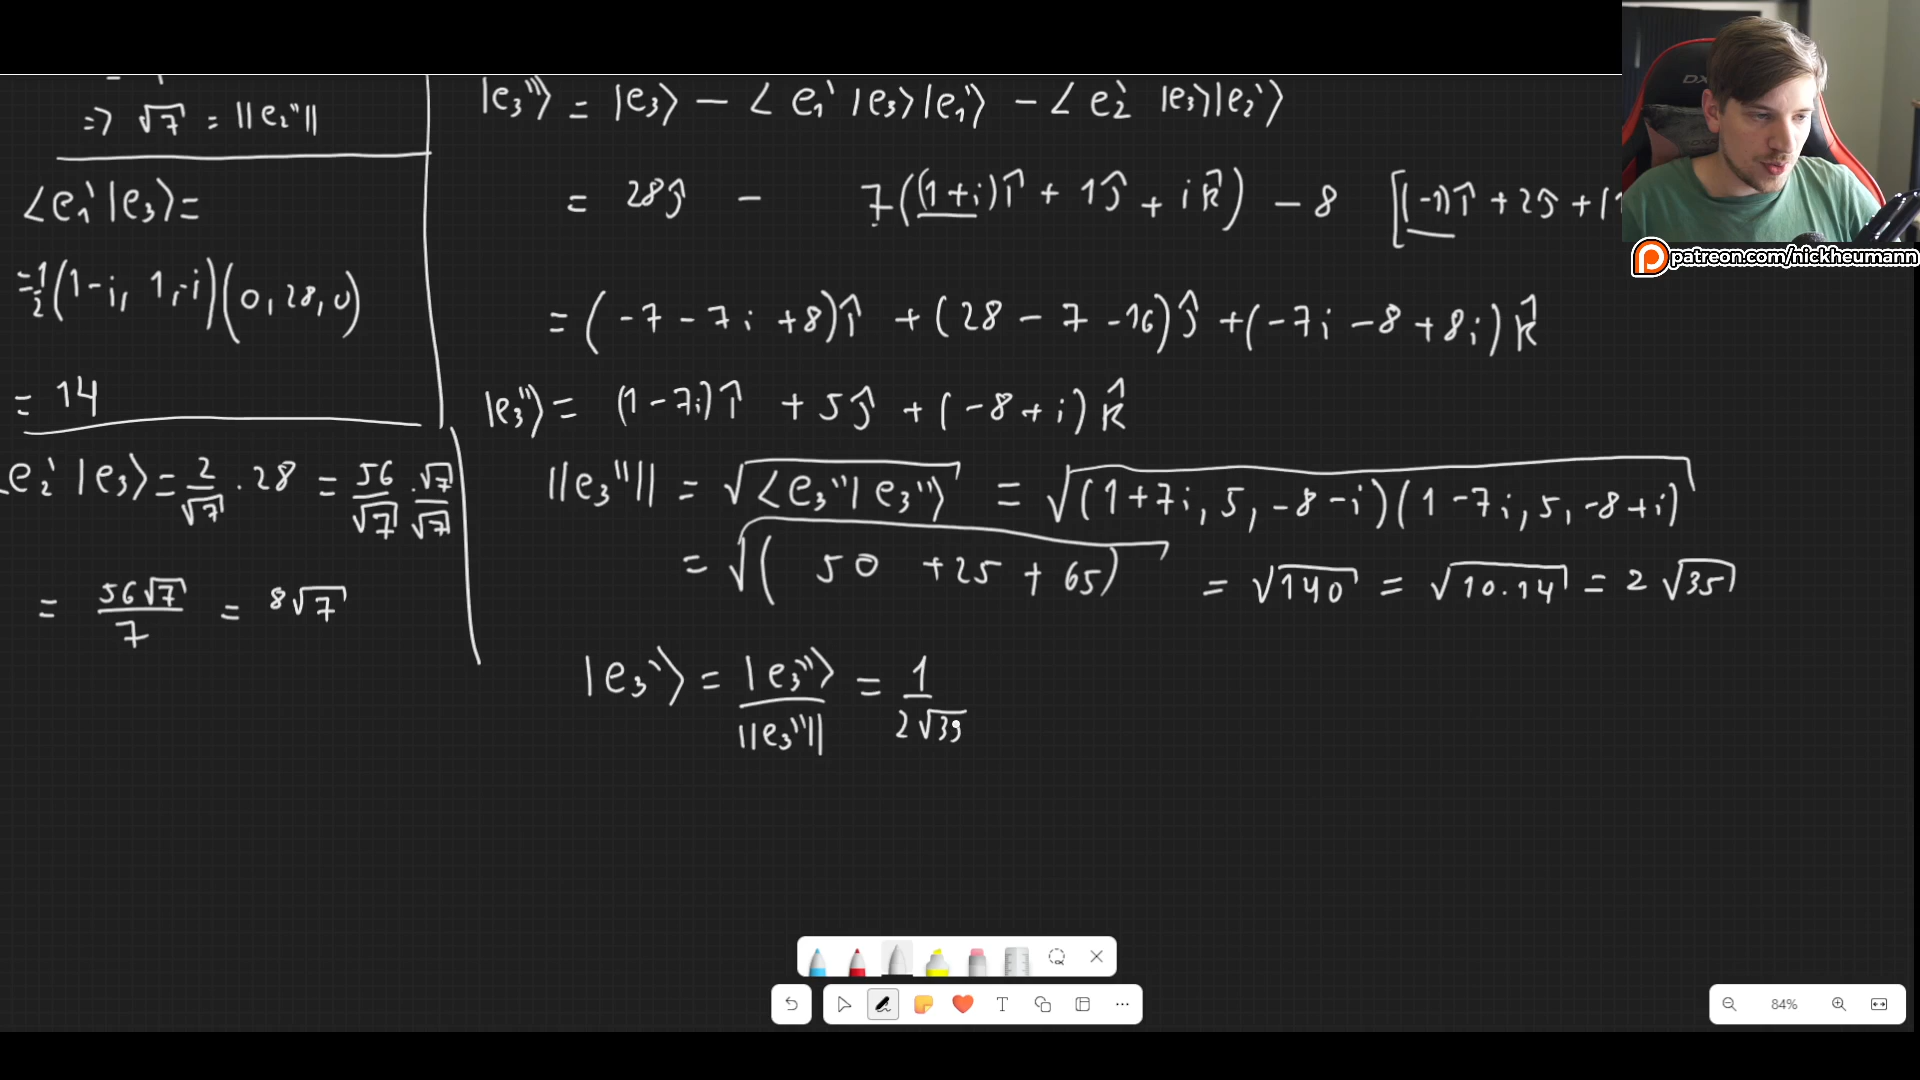 => √7 = ||e₂''||
⟨e₁'|e₃⟩=
=½(1-i, 1,-i)(0, 28, 0)
= 14
⟨e₂'|e₃⟩= 2/√7 · 28 = 56/√7 · √7/√7
= 56√7/7 = 8√7
|e₃''⟩ = |e₃⟩ - ⟨e₁'|e₃⟩|e₁'⟩ - ⟨e₂'|e₃⟩|e₂'⟩
= 28ĵ - 7((1+i)î + 1ĵ + ik̂) - 8 [(-1)î + 2ĵ + (1
= (-7-7i+8)î + (28-7-16)ĵ + (-7i-8+8i)k̂
|e₃''⟩ = (1-7i)î + 5ĵ + (-8+i)k̂
||e₃''|| = √⟨e₃''|e₃''⟩ = √(1+7i, 5, -8-i)(1-7i, 5, -8+i)
= √(50 +25 + 65) = √140 = √10·14 = 2√35
|e₃'⟩ = |e₃''⟩/||e₃''|| = 1/2√35
patreon.com/nickheumann
84%